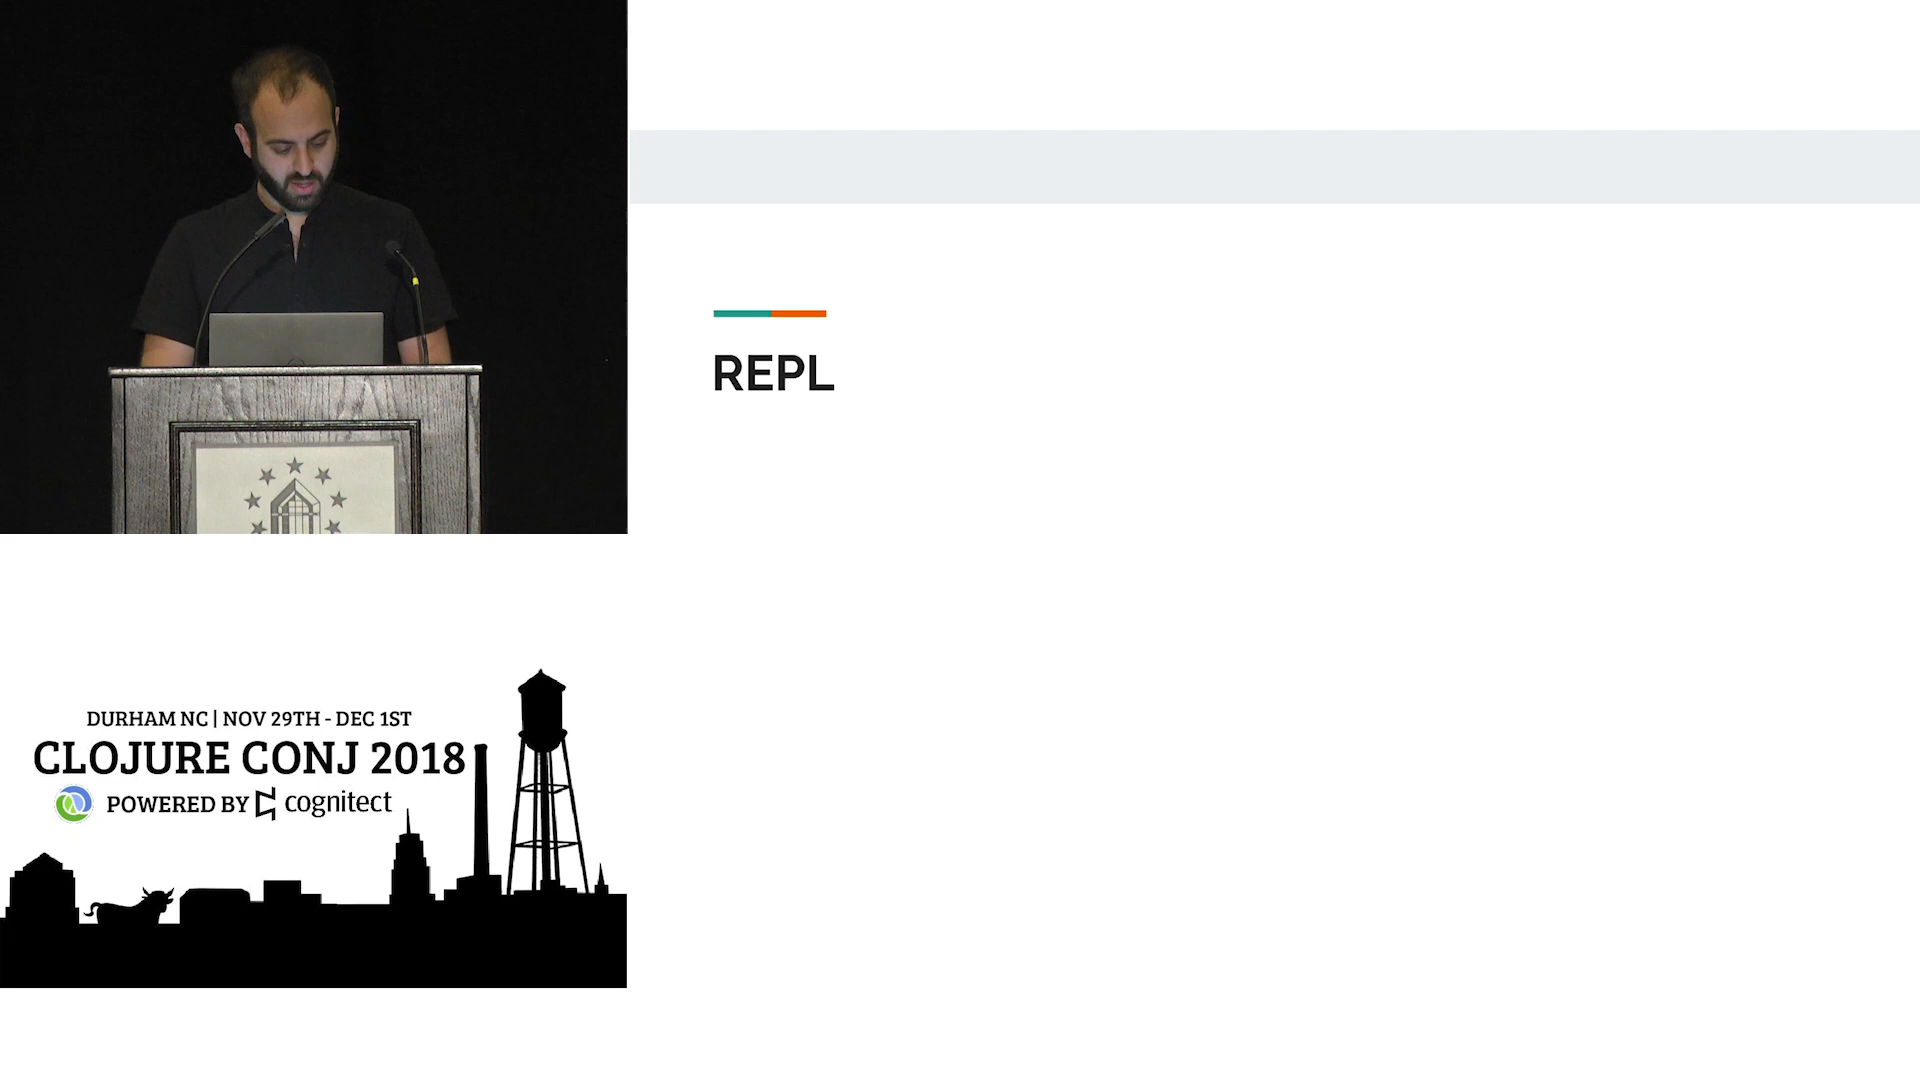 REPL
DURHAM NC | NOV 29TH - DEC 1ST
CLOJURE CONJ 2018
POWERED BY cognitect